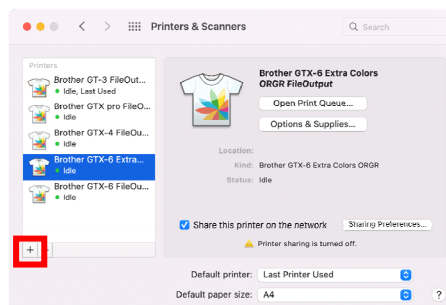 Printers & Scanners
Search
Printers
Brother GT-3 FileOut...
Idle, Last Used
Brother GTX pro FileO...
Idle
Brother GTX-4 FileOu...
Idle
Brother GTX-6 Extra...
Idle
Brother GTX-6 FileOu...
Idle
+
Brother GTX-6 Extra Colors
ORGR FileOutput
Open Print Queue...
Options & Supplies...
Location:
Kind: Brother GTX-6 Extra Colors ORGR
Status: Idle
Share this printer on the network
Sharing Preferences...
Printer sharing is turned off.
Default printer: Last Printer Used
Default paper size: A4
?